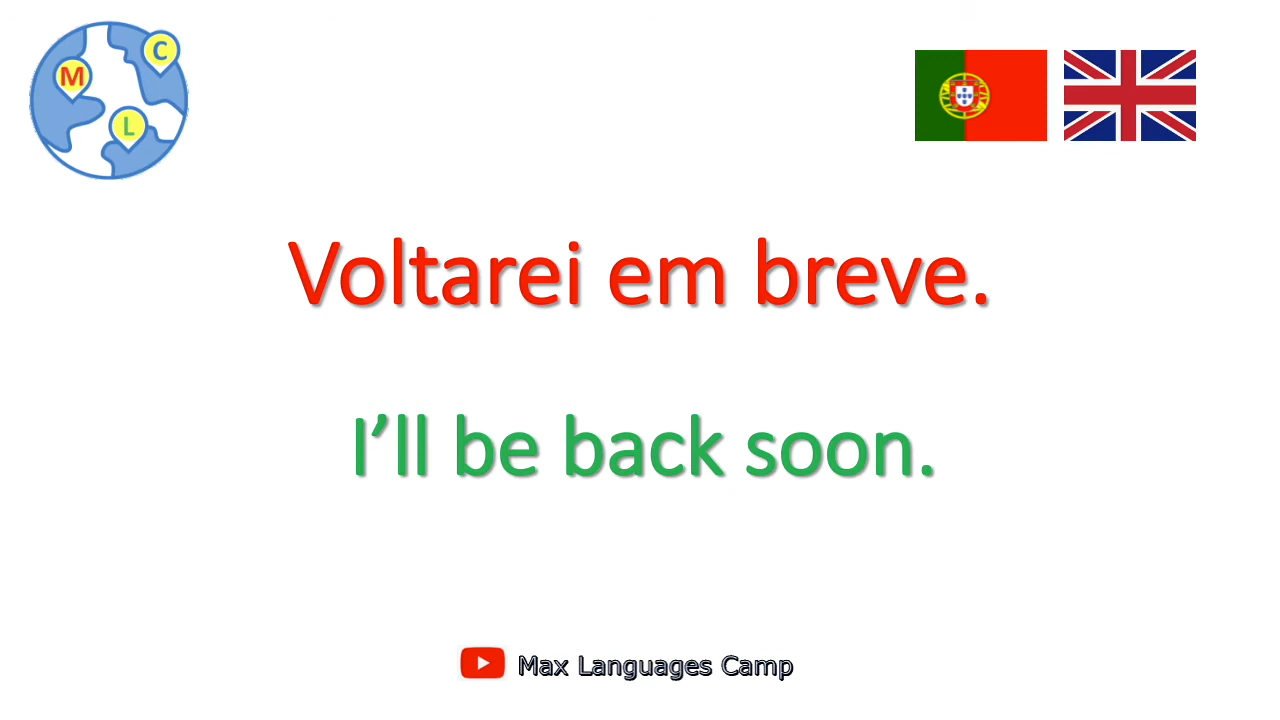 M
C
L
Voltarei em breve.
I’ll be back soon.
Max Languages Camp